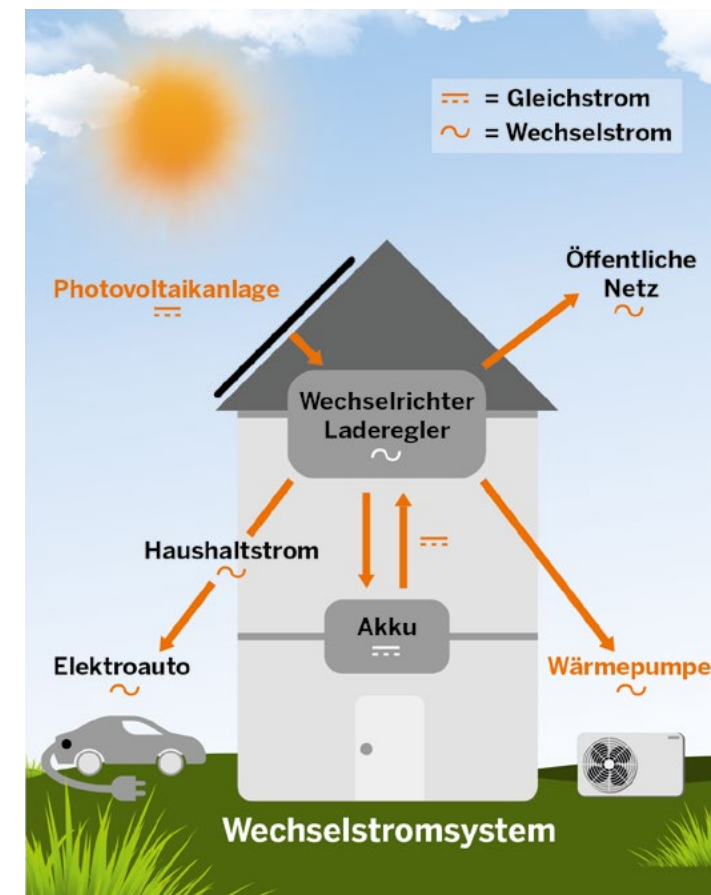 = Gleichstrom
= Wechselstrom
Photovoltaikanlage
Öffentliche
Netz
Wechselrichter
Laderegler
Haushaltstrom
Akku
Elektroauto
Wärmepumpe
Wechselstromsystem